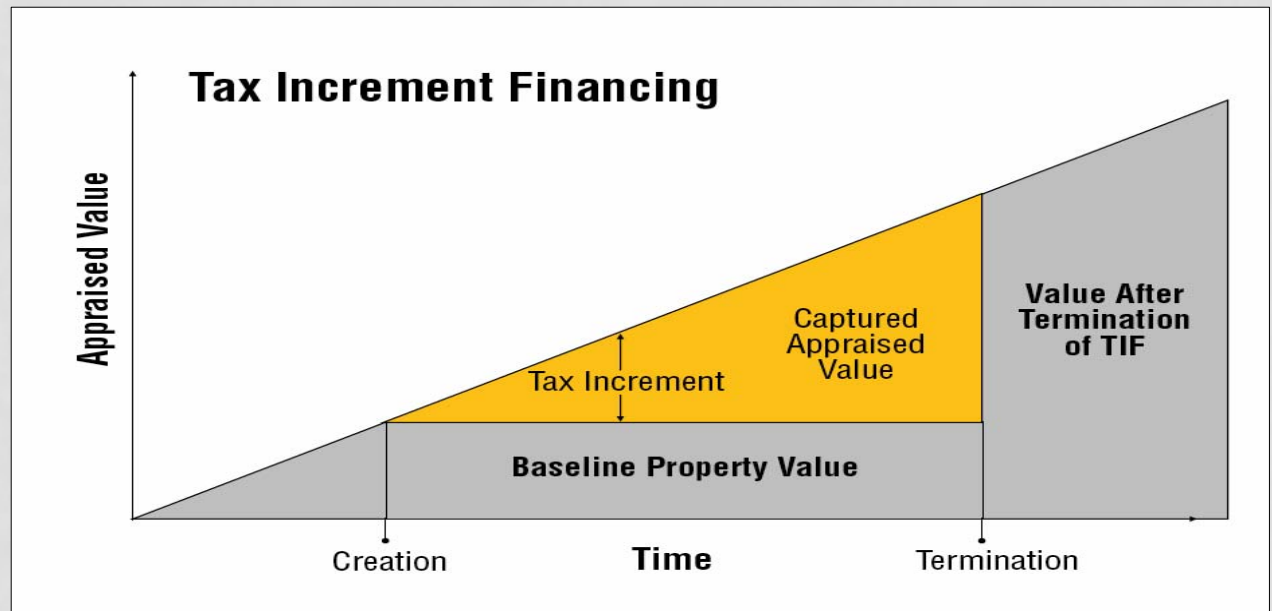 Tax Increment Financing
Appraised Value
Captured
Appraised
Value
Tax Increment
Value After
Termination
of TIF
Baseline Property Value
Creation
Time
Termination